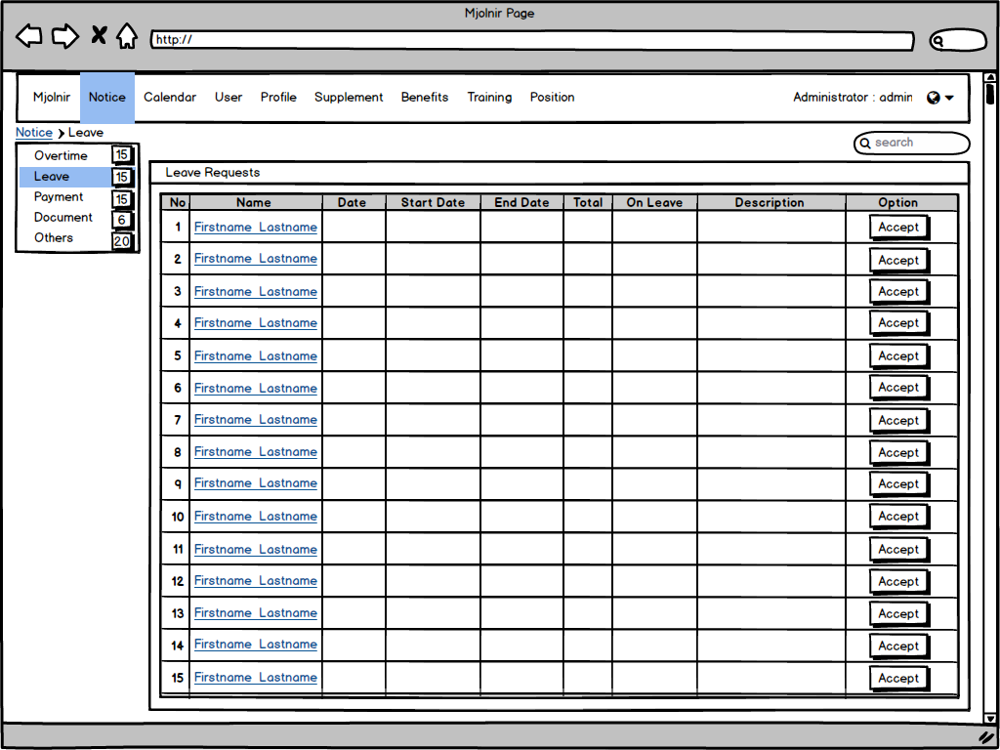 Mjolnir Page
http://
Mjolnir Notice Calendar User Profile Supplement Benefits Training Position Administrator : admin
Notice Leave
search
Overtime 15
Leave 15
Payment 15
Document 6
Others 20
Leave Requests
No Name Date Start Date End Date Total On Leave Description Option
1 Firstname Lastname Accept
2 Firstname Lastname Accept
3 Firstname Lastname Accept
4 Firstname Lastname Accept
5 Firstname Lastname Accept
6 Firstname Lastname Accept
7 Firstname Lastname Accept
8 Firstname Lastname Accept
9 Firstname Lastname Accept
10 Firstname Lastname Accept
11 Firstname Lastname Accept
12 Firstname Lastname Accept
13 Firstname Lastname Accept
14 Firstname Lastname Accept
15 Firstname Lastname Accept